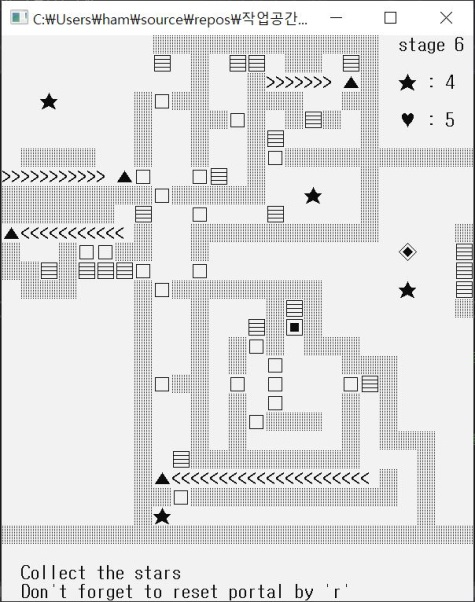 C:₩Users₩ham₩source₩repos₩작업공간...
stage 6
★ : 4
♥ : 5
Collect the stars
Don't forget to reset portal by 'r'